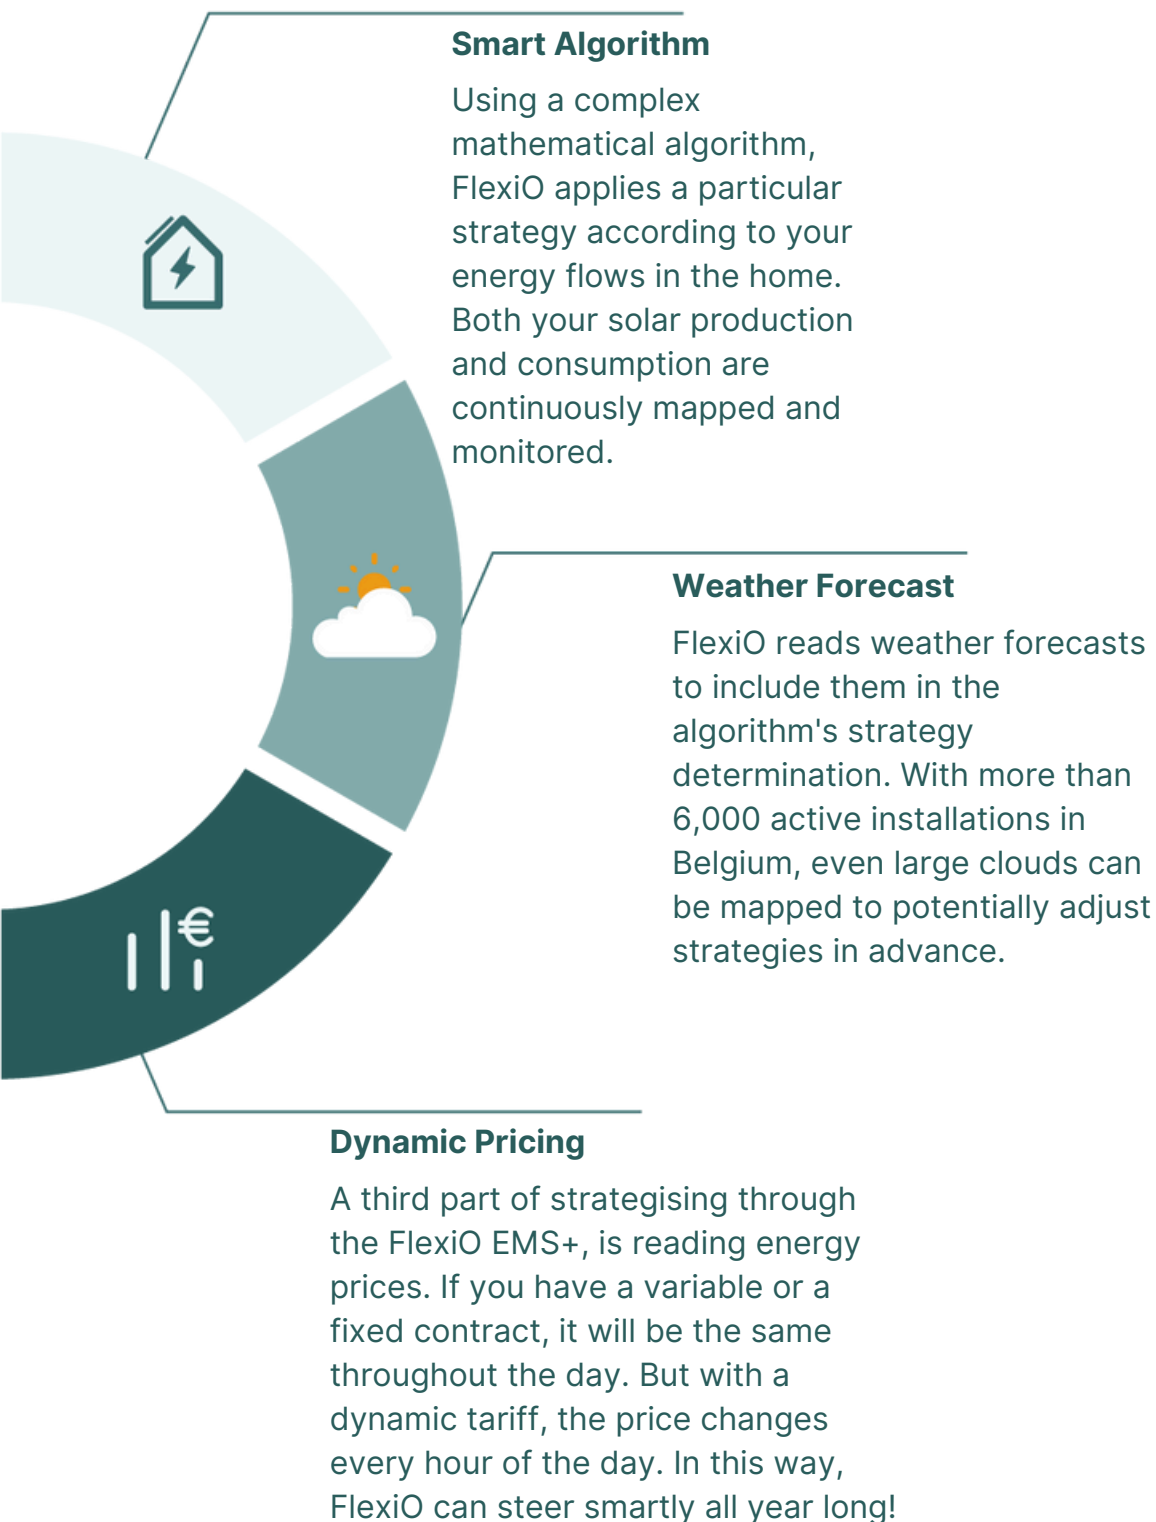 Smart Algorithm
Using a complex
mathematical algorithm,
FlexiO applies a particular
strategy according to your
energy flows in the home.
Both your solar production
and consumption are
continuously mapped and
monitored.
Weather Forecast
FlexiO reads weather forecasts
to include them in the
algorithm's strategy
determination. With more than
6,000 active installations in
Belgium, even large clouds can
be mapped to potentially adjust
strategies in advance.
€
Dynamic Pricing
A third part of strategising through
the FlexiO EMS+, is reading energy
prices. If you have a variable or a
fixed contract, it will be the same
throughout the day. But with a
dynamic tariff, the price changes
every hour of the day. In this way,
FlexiO can steer smartly all year long!